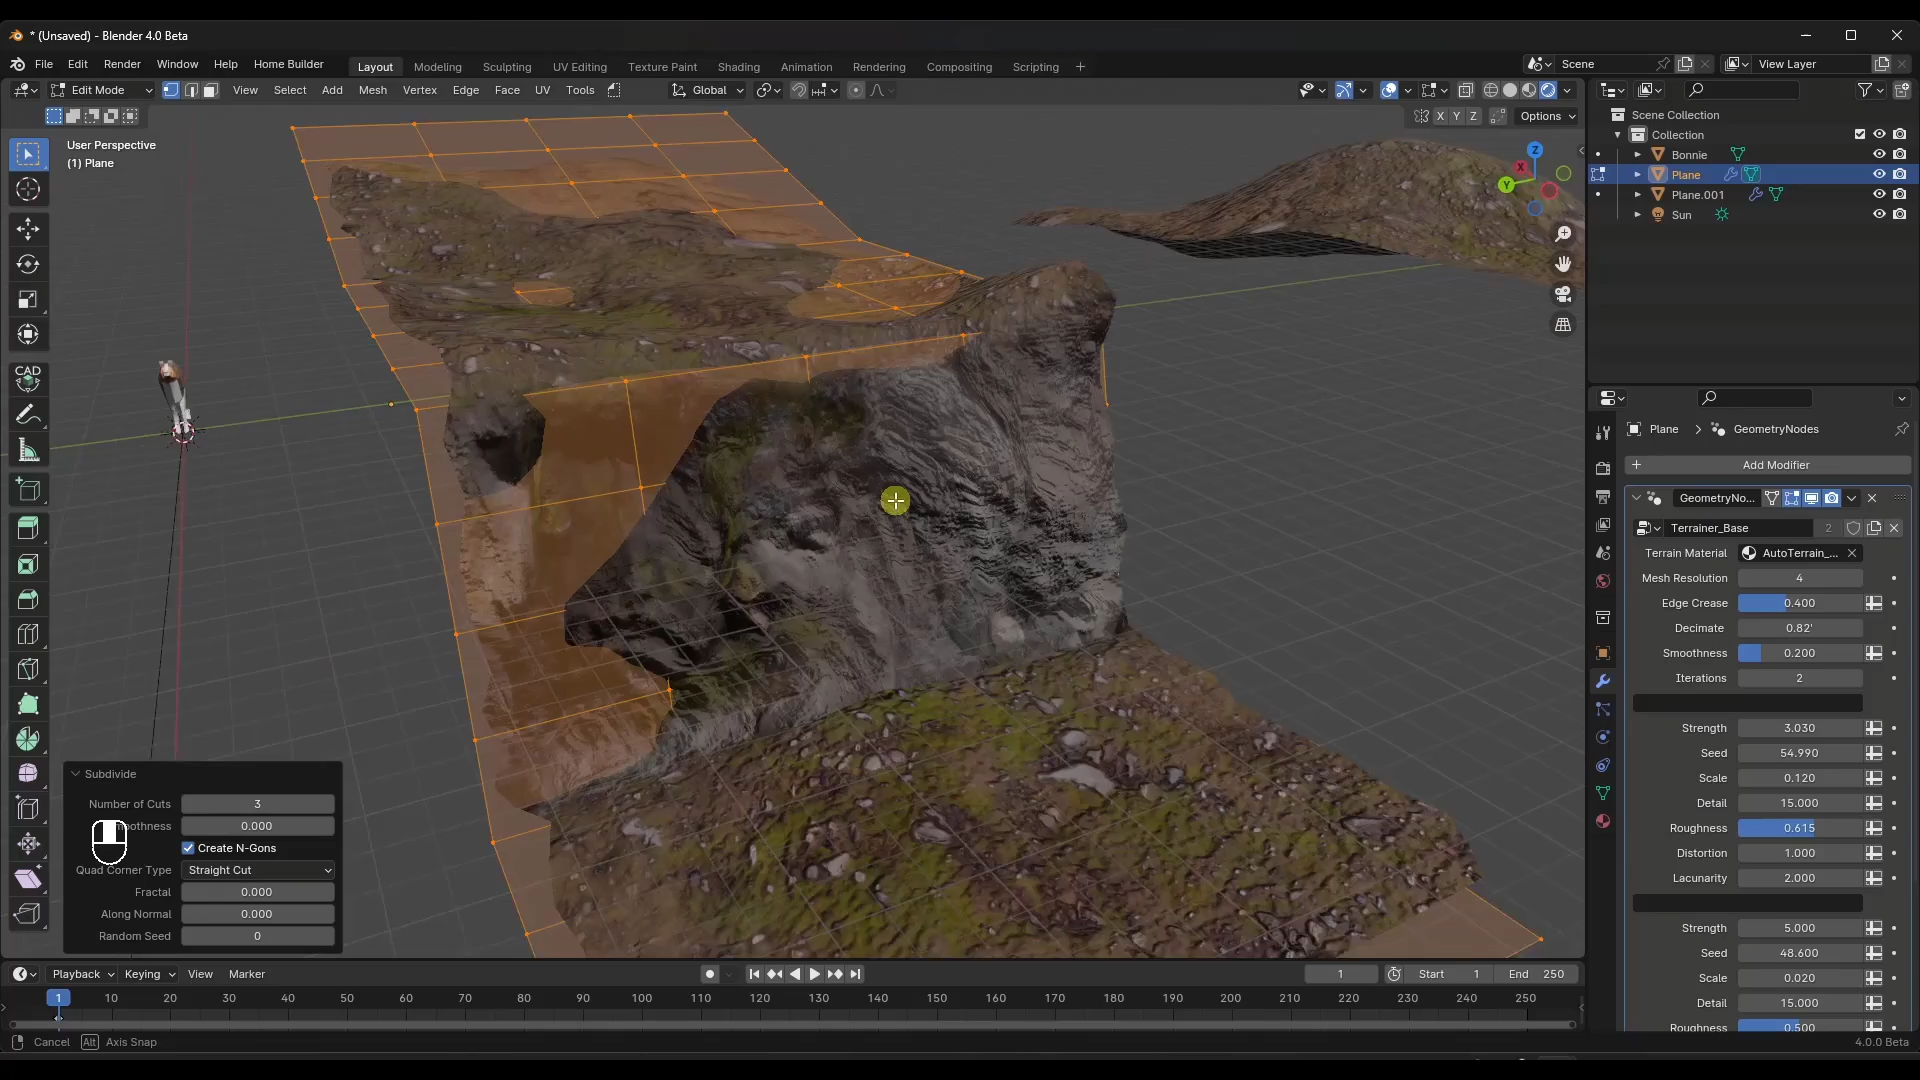 * (Unsaved) - Blender 4.0 Beta
File Edit Render Window Help Home Builder Layout Modeling Sculpting UV Editing Texture Paint Shading Animation Rendering Compositing Scripting Scene View Layer
Edit Mode View Select Add Mesh Vertex Edge Face UV Tools Global
X Y Z Options
User Perspective
(1) Plane
CAD
Z
X
Y
Scene Collection
Collection
Bonnie
Plane
Plane.001
Sun
Plane > GeometryNodes
Add Modifier
GeometryNo...
Terrainer_Base 2
Terrain Material AutoTerrain_...
Mesh Resolution 4
Edge Crease 0.400
Decimate 0.82'
Smoothness 0.200
Iterations 2
Strength 3.030
Seed 54.990
Scale 0.120
Detail 15.000
Roughness 0.615
Distortion 1.000
Lacunarity 2.000
Strength 5.000
Seed 48.600
Scale 0.020
Detail 15.000
Roughness 0.500
Subdivide
Number of Cuts 3
moothness 0.000
Create N-Gons
Quad Corner Type Straight Cut
Fractal 0.000
Along Normal 0.000
Random Seed 0
Playback Keying View Marker 1 Start 1 End 250
1 10 20 30 40 50 60 70 80 90 100 110 120 130 140 150 160 170 180 190 200 210 220 230 240 250
Cancel Alt Axis Snap 4.0.0 Beta